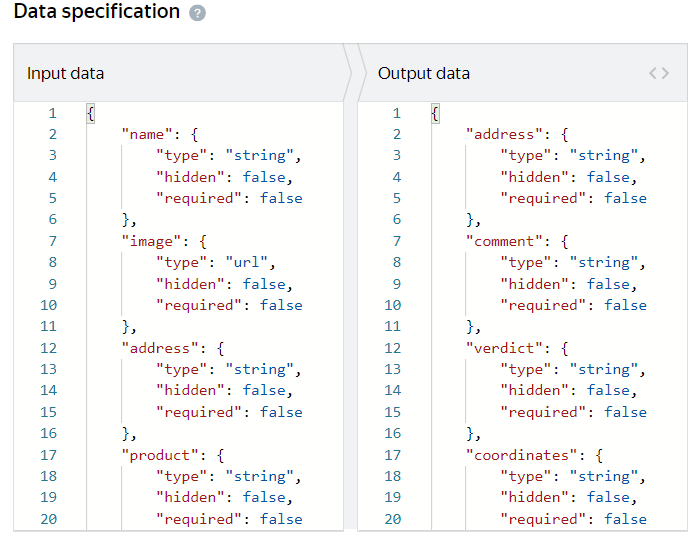 Data specification ?
Input data
1 {
2 "name": {
3 "type": "string",
4 "hidden": false,
5 "required": false
6 },
7 "image": {
8 "type": "url",
9 "hidden": false,
10 "required": false
11 },
12 "address": {
13 "type": "string",
14 "hidden": false,
15 "required": false
16 },
17 "product": {
18 "type": "string",
19 "hidden": false,
20 "required": false
Output data <>
1 {
2 "address": {
3 "type": "string",
4 "hidden": false,
5 "required": false
6 },
7 "comment": {
8 "type": "string",
9 "hidden": false,
10 "required": false
11 },
12 "verdict": {
13 "type": "string",
14 "hidden": false,
15 "required": false
16 },
17 "coordinates": {
18 "type": "string",
19 "hidden": false,
20 "required": false